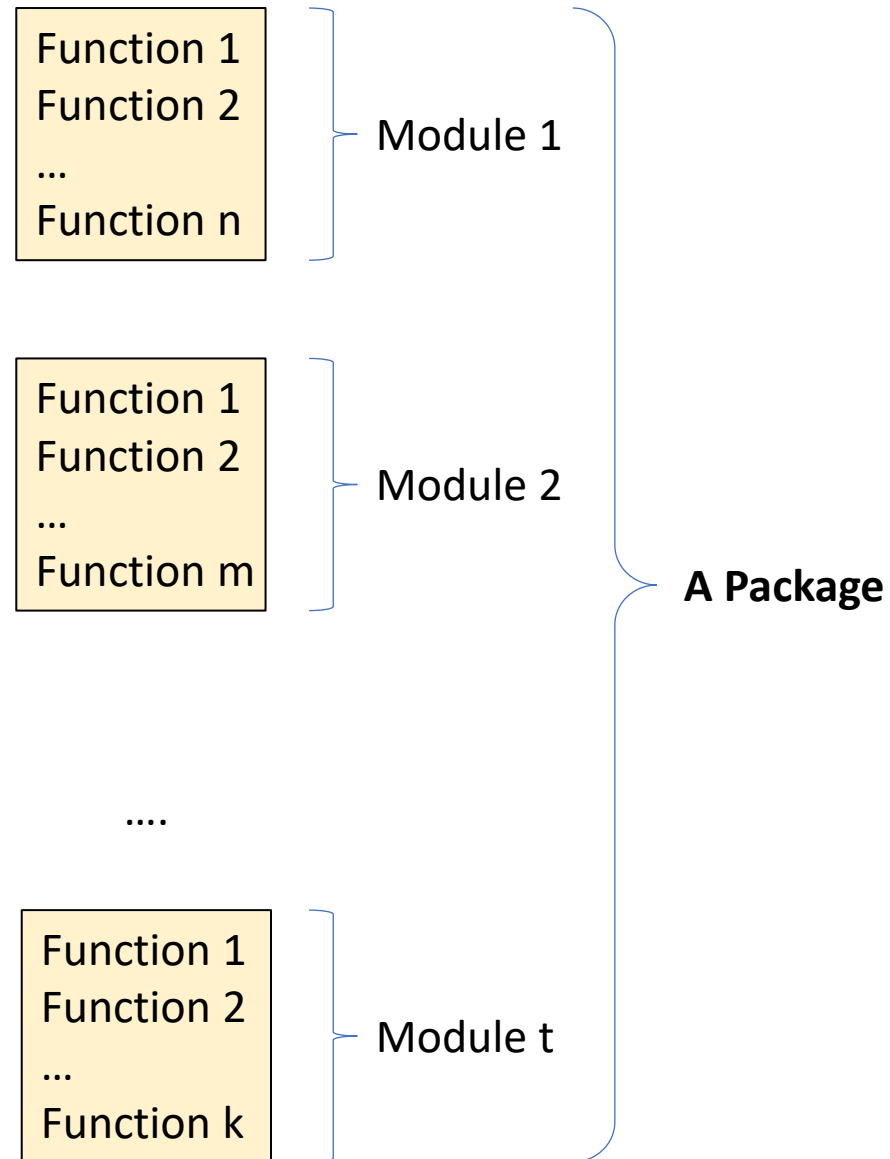 Function 1
Function 2
…
Function n
Module 1
Function 1
Function 2
…
Function m
Module 2
A Package
….
Function 1
Function 2
…
Function k
Module t